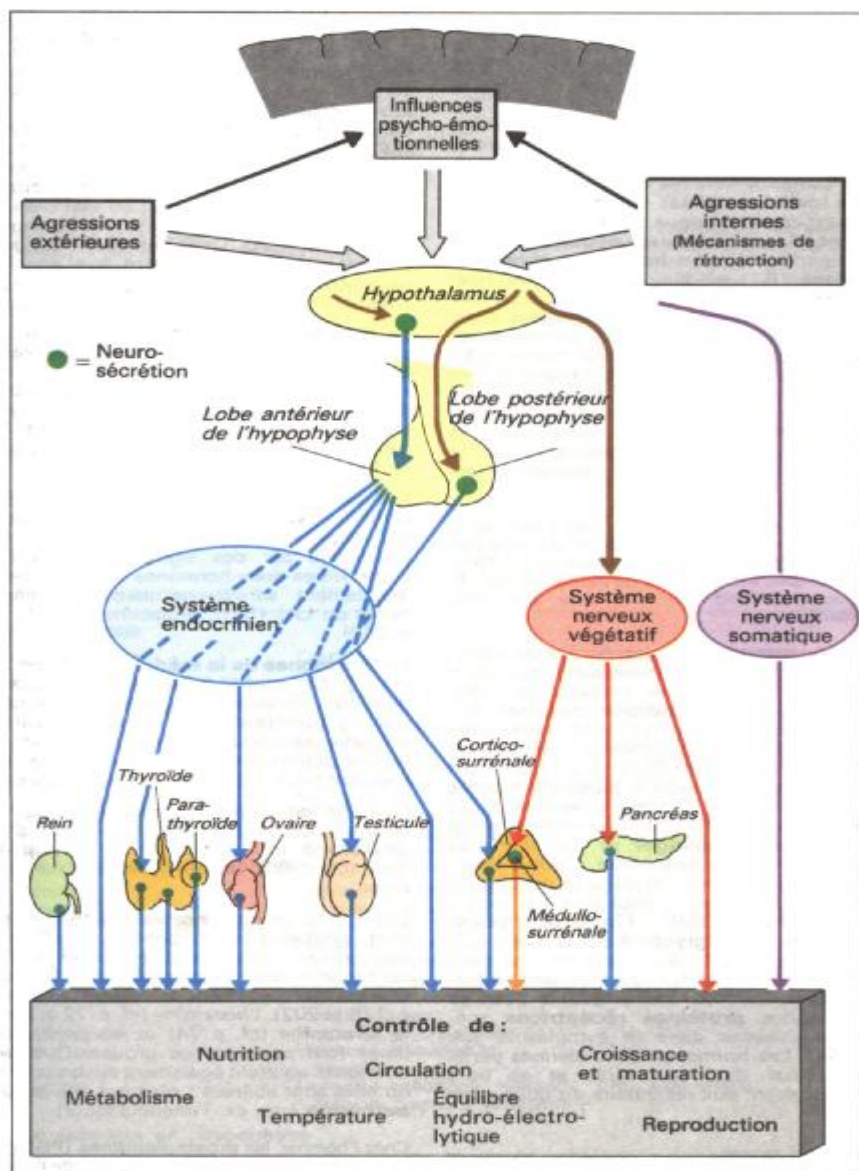 Influences
psycho-émo-
tionnelles
Agressions
extérieures
Agressions
internes
(Mécanismes de
rétroaction)
Hypothalamus
= Neuro-
sécrétion
Lobe antérieur
de l'hypophyse
Lobe postérieur
de l'hypophyse
Système
endocrinien
Système
nerveux
végétatif
Système
nerveux
somatique
Rein
Thyroïde
Para-
thyroïde
Ovaire
Testicule
Cortico-
surrénale
Médullo-
surrénale
Pancréas
Contrôle de :
Nutrition
Circulation
Croissance
et maturation
Métabolisme
Température
Équilibre
hydro-électro-
lytique
Reproduction